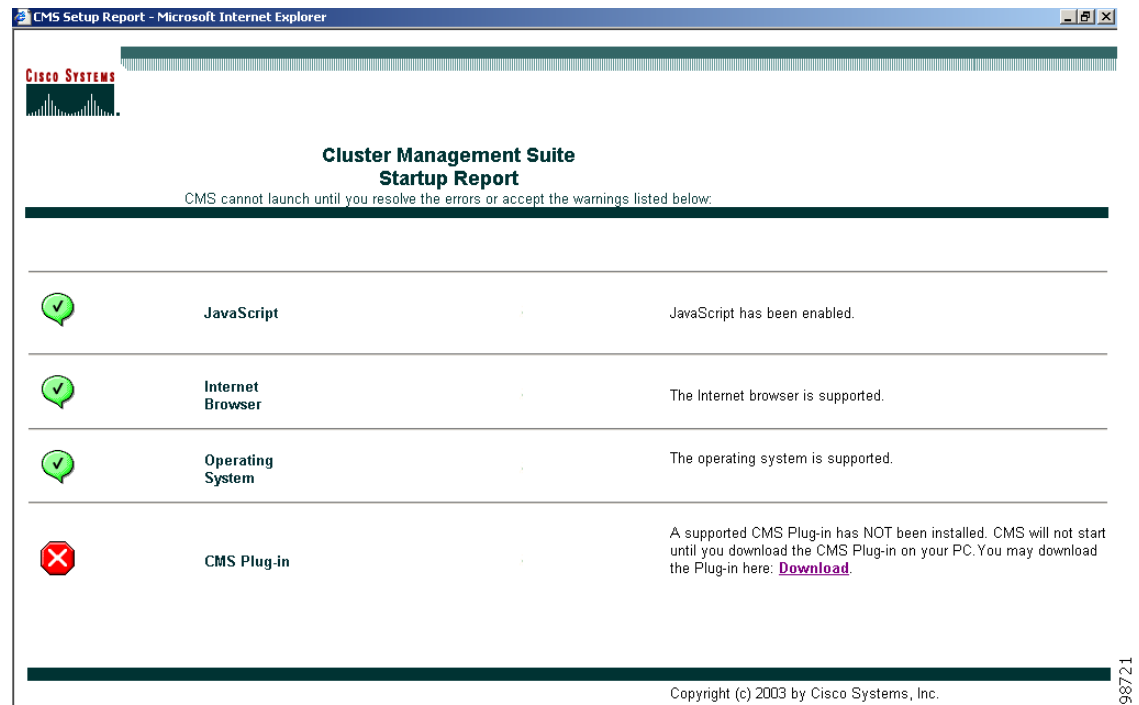 CMS Setup Report - Microsoft Internet Explorer
CISCO SYSTEMS
Cluster Management Suite
Startup Report
CMS cannot launch until you resolve the errors or accept the warnings listed below:
JavaScript
JavaScript has been enabled.
Internet
Browser
The Internet browser is supported.
Operating
System
The operating system is supported.
CMS Plug-in
A supported CMS Plug-in has NOT been installed. CMS will not start
until you download the CMS Plug-in on your PC. You may download
the Plug-in here: Download.
Copyright (c) 2003 by Cisco Systems, Inc.
98721